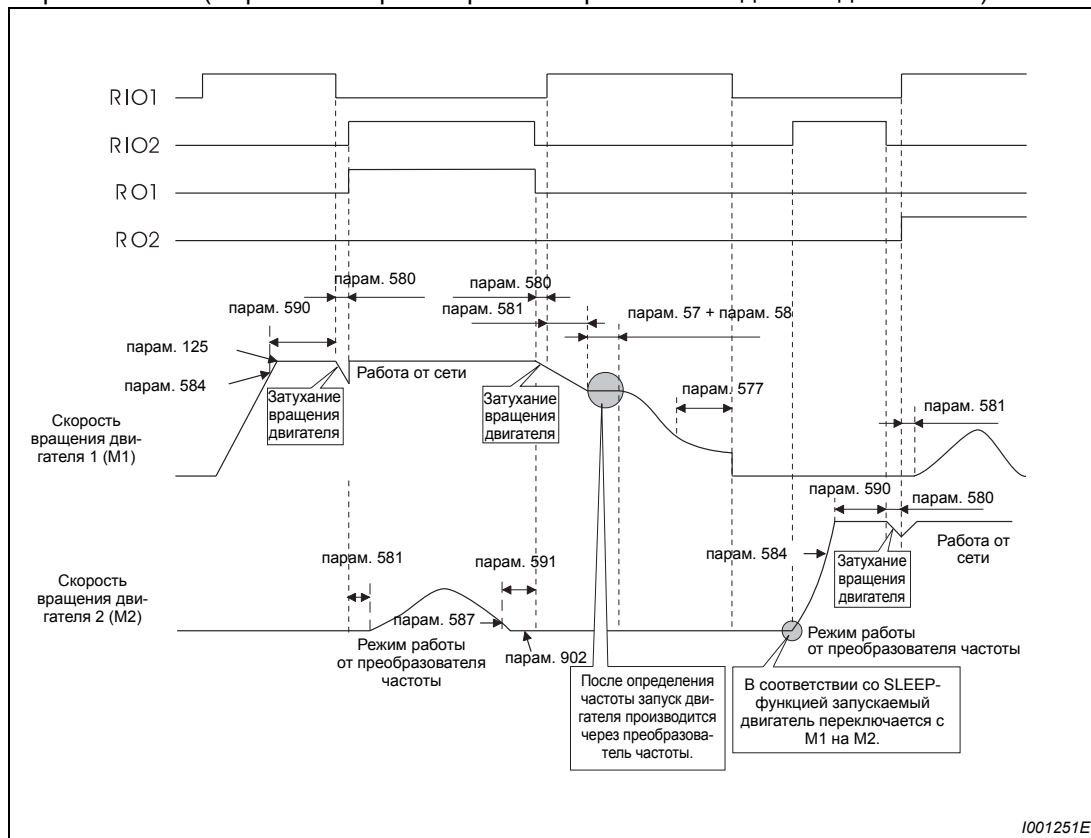 RIO1
RIO2
RO1
RO2
парам. 580
парам. 580
парам. 590
парам. 581
парам. 57 + парам. 58
парам. 125
парам. 584
Работа от сети
парам. 577
Затухание
вращения
двигателя
Затухание
вращения
двигателя
парам. 581
Скорость
вращения дви-
гателя 1 (M1)
парам. 590
парам. 580
парам. 581
парам. 591
парам. 584
Работа от
сети
Затухание
вращения
двигателя
Скорость
вращения дви-
гателя 2 (M2)
парам. 587
Режим работы
от преобразователя
частоты
парам. 902
Режим работы
от преобразователя частоты
После определения
частоты запуск дви-
гателя производится
через преобразова-
тель частоты.
В соответствии со SLEEP-
функцией запускаемый
двигатель переключается с
M1 на M2.
I001251E